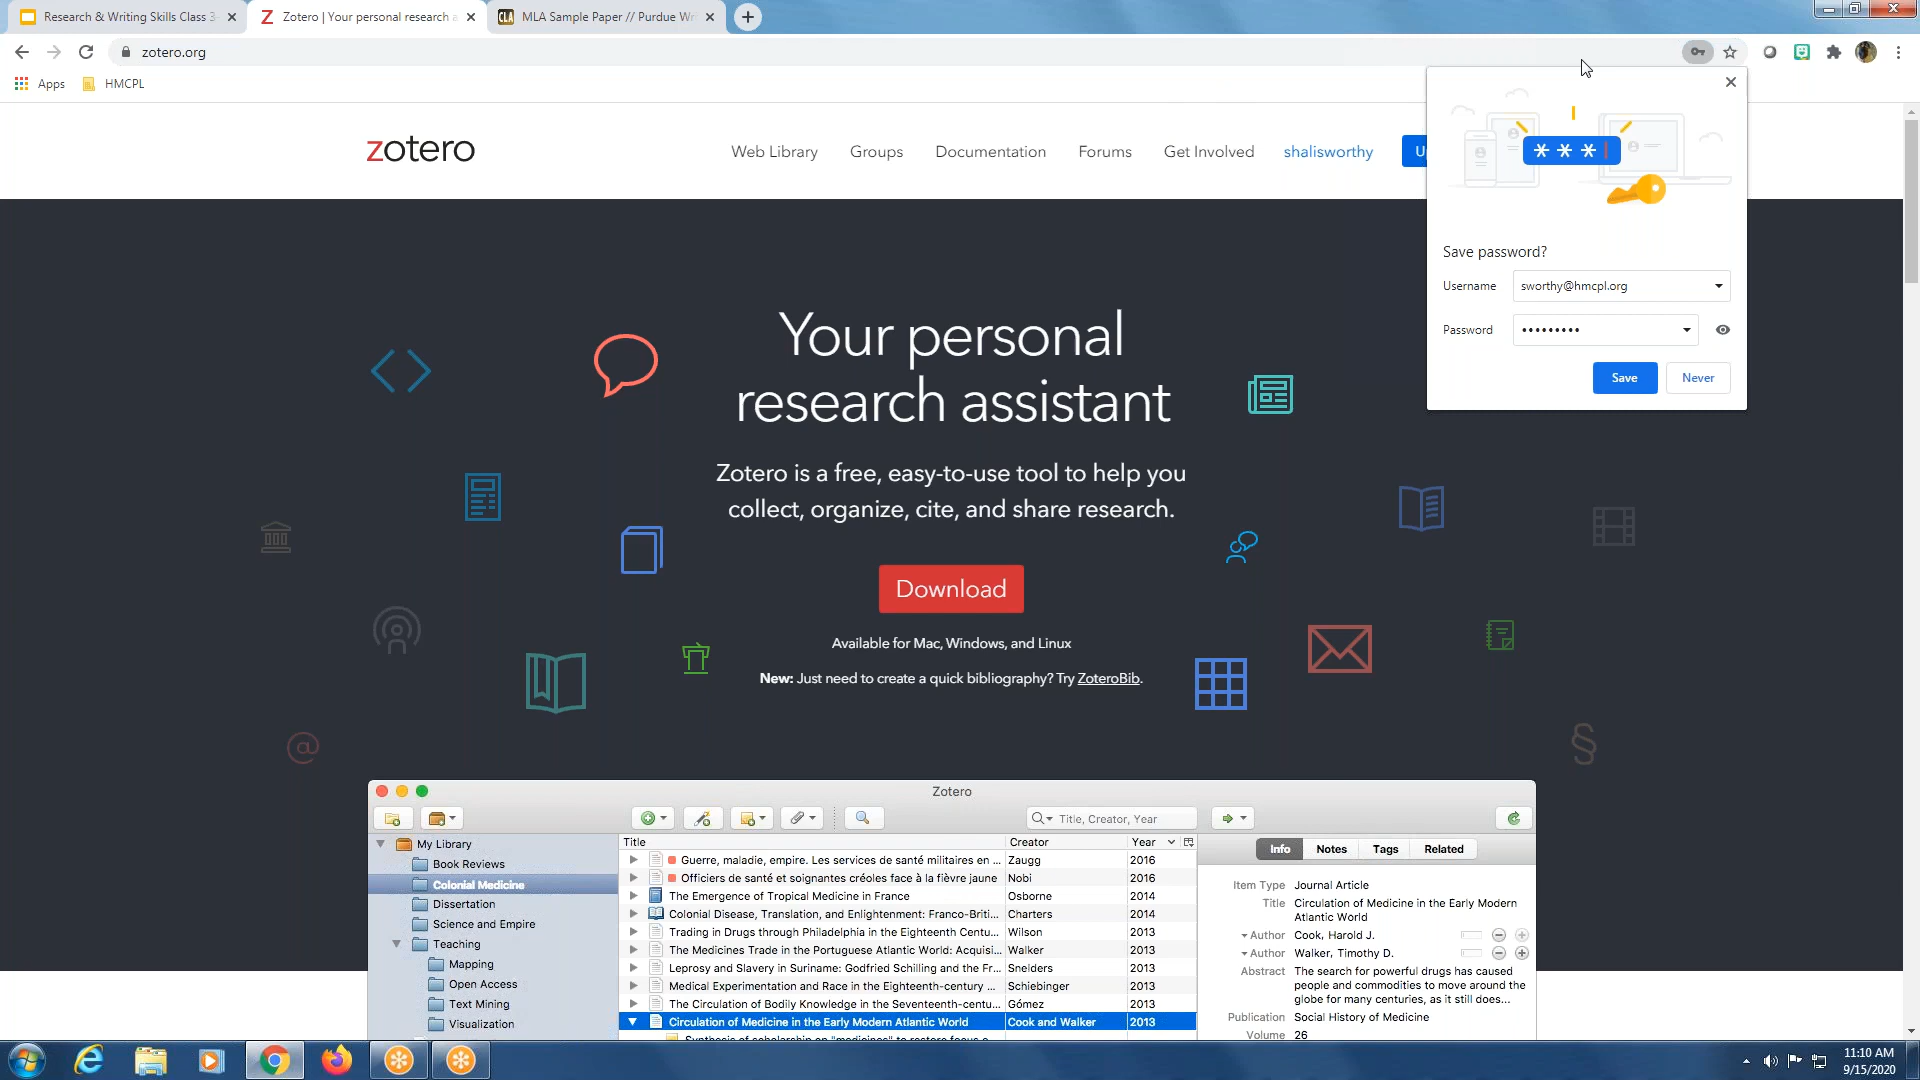 Research & Writing Skills Class 3-
Zotero | Your personal research a
CLA
MLA Sample Paper // Purdue Wri
zotero.org
Apps
HMCPL
zotero
Web Library
Groups
Documentation
Forums
Get Involved
shalisworthy
Save password?
Username
sworthy@hmcpl.org
Password
•••••••••
Save
Never
Your personal
research assistant
Zotero is a free, easy-to-use tool to help you
collect, organize, cite, and share research.
Download
Available for Mac, Windows, and Linux
New: Just need to create a quick bibliography? Try ZoteroBib.
Zotero
Title, Creator, Year
My Library
Book Reviews
Colonial Medicine
Dissertation
Science and Empire
Teaching
Mapping
Open Access
Text Mining
Visualization
Title Creator Year
Guerre, maladie, empire. Les services de santé militaires en ... Zaugg 2016
Officiers de santé et soignantes créoles face à la fièvre jaune Nobi 2016
The Emergence of Tropical Medicine in France Osborne 2014
Colonial Disease, Translation, and Enlightenment: Franco-Briti... Charters 2014
Trading in Drugs through Philadelphia in the Eighteenth Centu... Wilson 2013
The Medicines Trade in the Portuguese Atlantic World: Acquisi... Walker 2013
Leprosy and Slavery in Suriname: Godfried Schilling and the Fr... Snelders 2013
Medical Experimentation and Race in the Eighteenth-century ... Schiebinger 2013
The Circulation of Bodily Knowledge in the Seventeenth-centu... Gómez 2013
Circulation of Medicine in the Early Modern Atlantic World Cook and Walker 2013
Info
Notes
Tags
Related
Item Type Journal Article
Title Circulation of Medicine in the Early Modern
Atlantic World
Author Cook, Harold J.
Author Walker, Timothy D.
Abstract The search for powerful drugs has caused
people and commodities to move around the
globe for many centuries, as it still does...
Publication Social History of Medicine
Volume 26
11:10 AM
9/15/2020